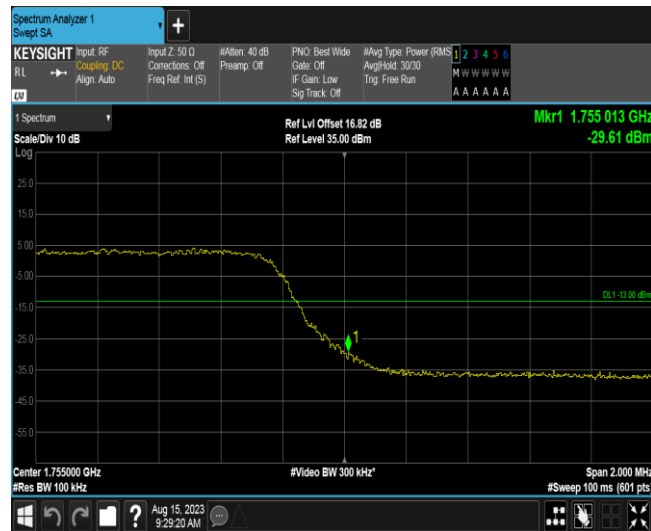 Spectrum Analyzer 1
Swept SA
+
KEYSIGHT
RL
LXI
Input: RF
Coupling: DC
Align: Auto
Input Z: 50 Ω
Corrections: Off
Freq Ref: Int (S)
#Atten: 40 dB
Preamp: Off
PNO: Best Wide
Gate: Off
IF Gain: Low
Sig Track: Off
#Avg Type: Power (RMS
Avg|Hold: 30/30
Trig: Free Run
1 2 3 4 5 6
M W W W W W
A A A A A A
1 Spectrum
Scale/Div 10 dB
Log
Ref Lvl Offset 16.82 dB
Ref Level 35.00 dBm
Mkr1 1.755 013 GHz
-29.61 dBm
25.0
15.0
5.00
-5.00
-15.0
-25.0
-35.0
-45.0
-55.0
DL1 -13.00 dBm
1
Center 1.755000 GHz
#Res BW 100 kHz
#Video BW 300 kHz*
Span 2.000 MHz
#Sweep 100 ms (601 pts)
?
Aug 15, 2023
9:29:20 AM